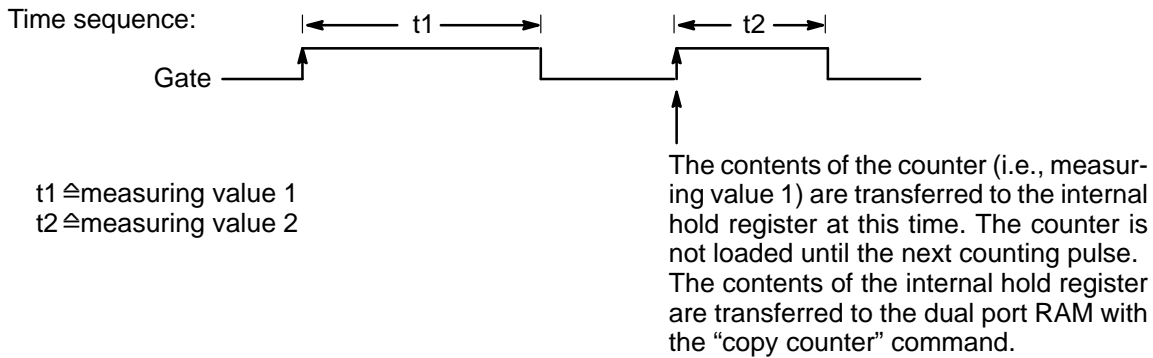 Time sequence:
t1
t2
Gate
t1 ≙measuring value 1
t2 ≙measuring value 2
The contents of the counter (i.e., measur-
ing value 1) are transferred to the internal
hold register at this time. The counter is
not loaded until the next counting pulse.
The contents of the internal hold register
are transferred to the dual port RAM with
the “copy counter” command.